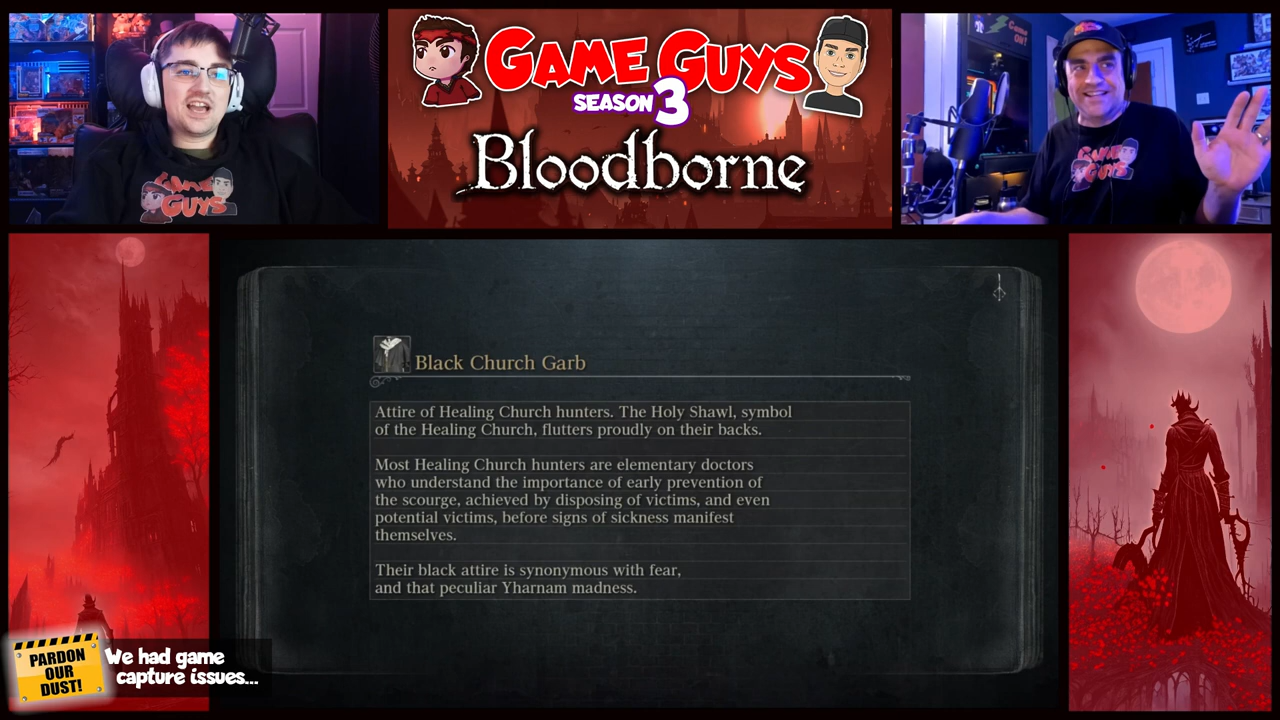 GAME GUYS
SEASON 3
Bloodborne
GAME
GUYS
GAME
GUYS
Black Church Garb
Attire of Healing Church hunters. The Holy Shawl, symbol
of the Healing Church, flutters proudly on their backs.
Most Healing Church hunters are elementary doctors
who understand the importance of early prevention of
the scourge, achieved by disposing of victims, and even
potential victims, before signs of sickness manifest
themselves.
Their black attire is synonymous with fear,
and that peculiar Yharnam madness.
PARDON
OUR
DUST!
We had game
capture issues...